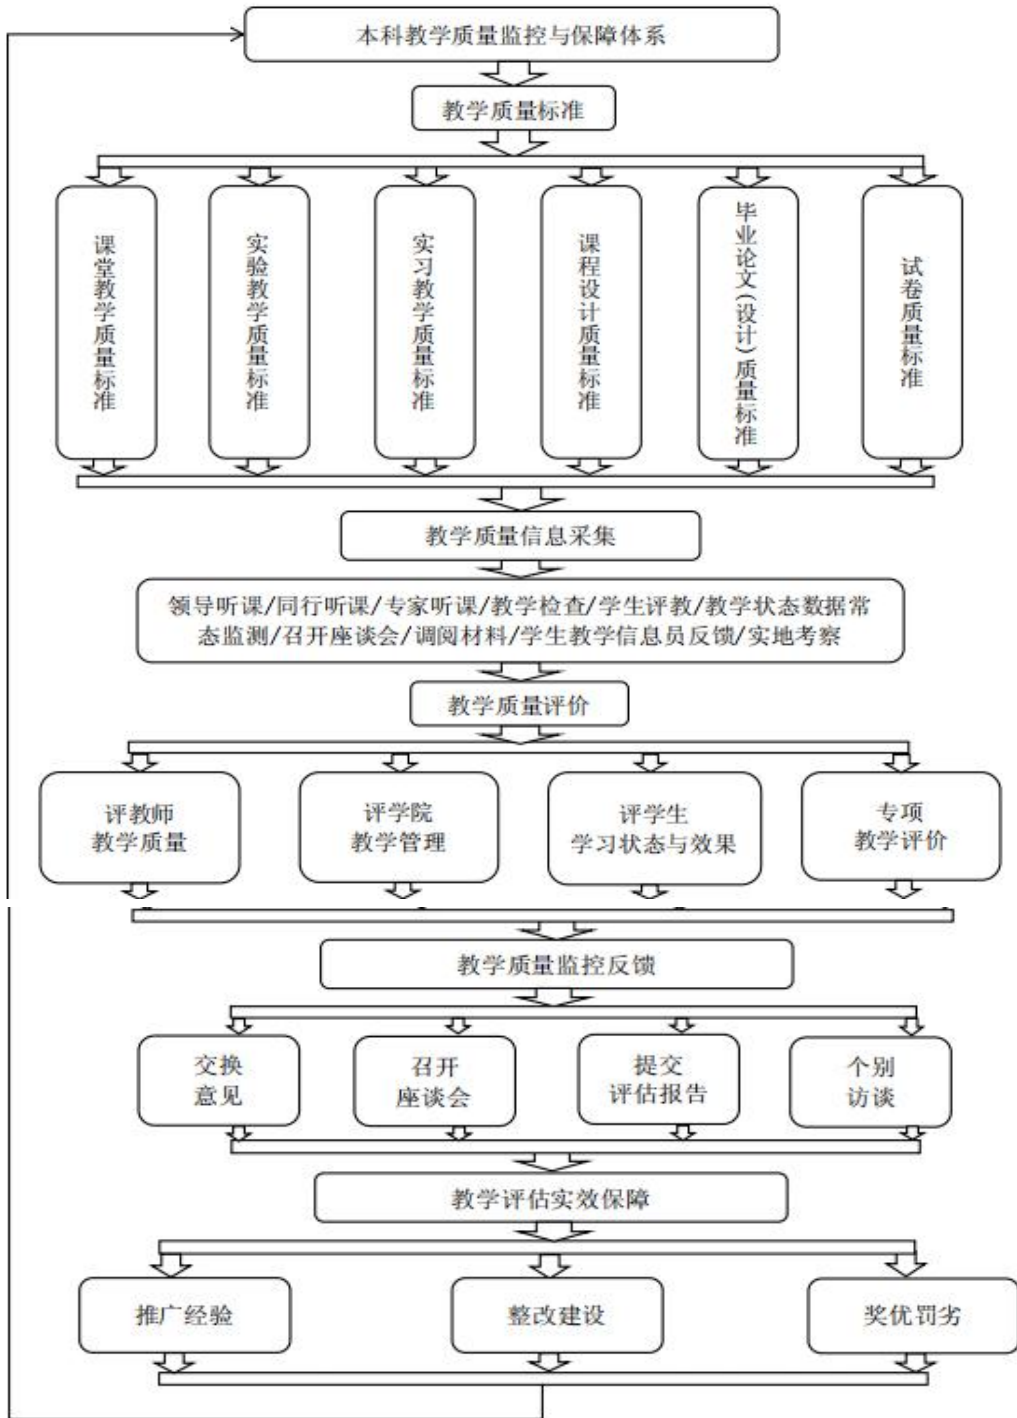 本科教学质量监控与保障体系
教学质量标准
课堂教学质量标准
实验教学质量标准
实习教学质量标准
课程设计质量标准
毕业论文(设计)质量标准
试卷质量标准
教学质量信息采集
领导听课/同行听课/专家听课/教学检查/学生评教/教学状态数据常
态监测/召开座谈会/调阅材料/学生教学信息员反馈/实地考察
教学质量评价
评教师
教学质量
评学院
教学管理
评学生
学习状态与效果
专项
教学评价
教学质量监控反馈
交换
意见
召开
座谈会
提交
评估报告
个别
访谈
教学评估实效保障
推广经验
整改建设
奖优罚劣